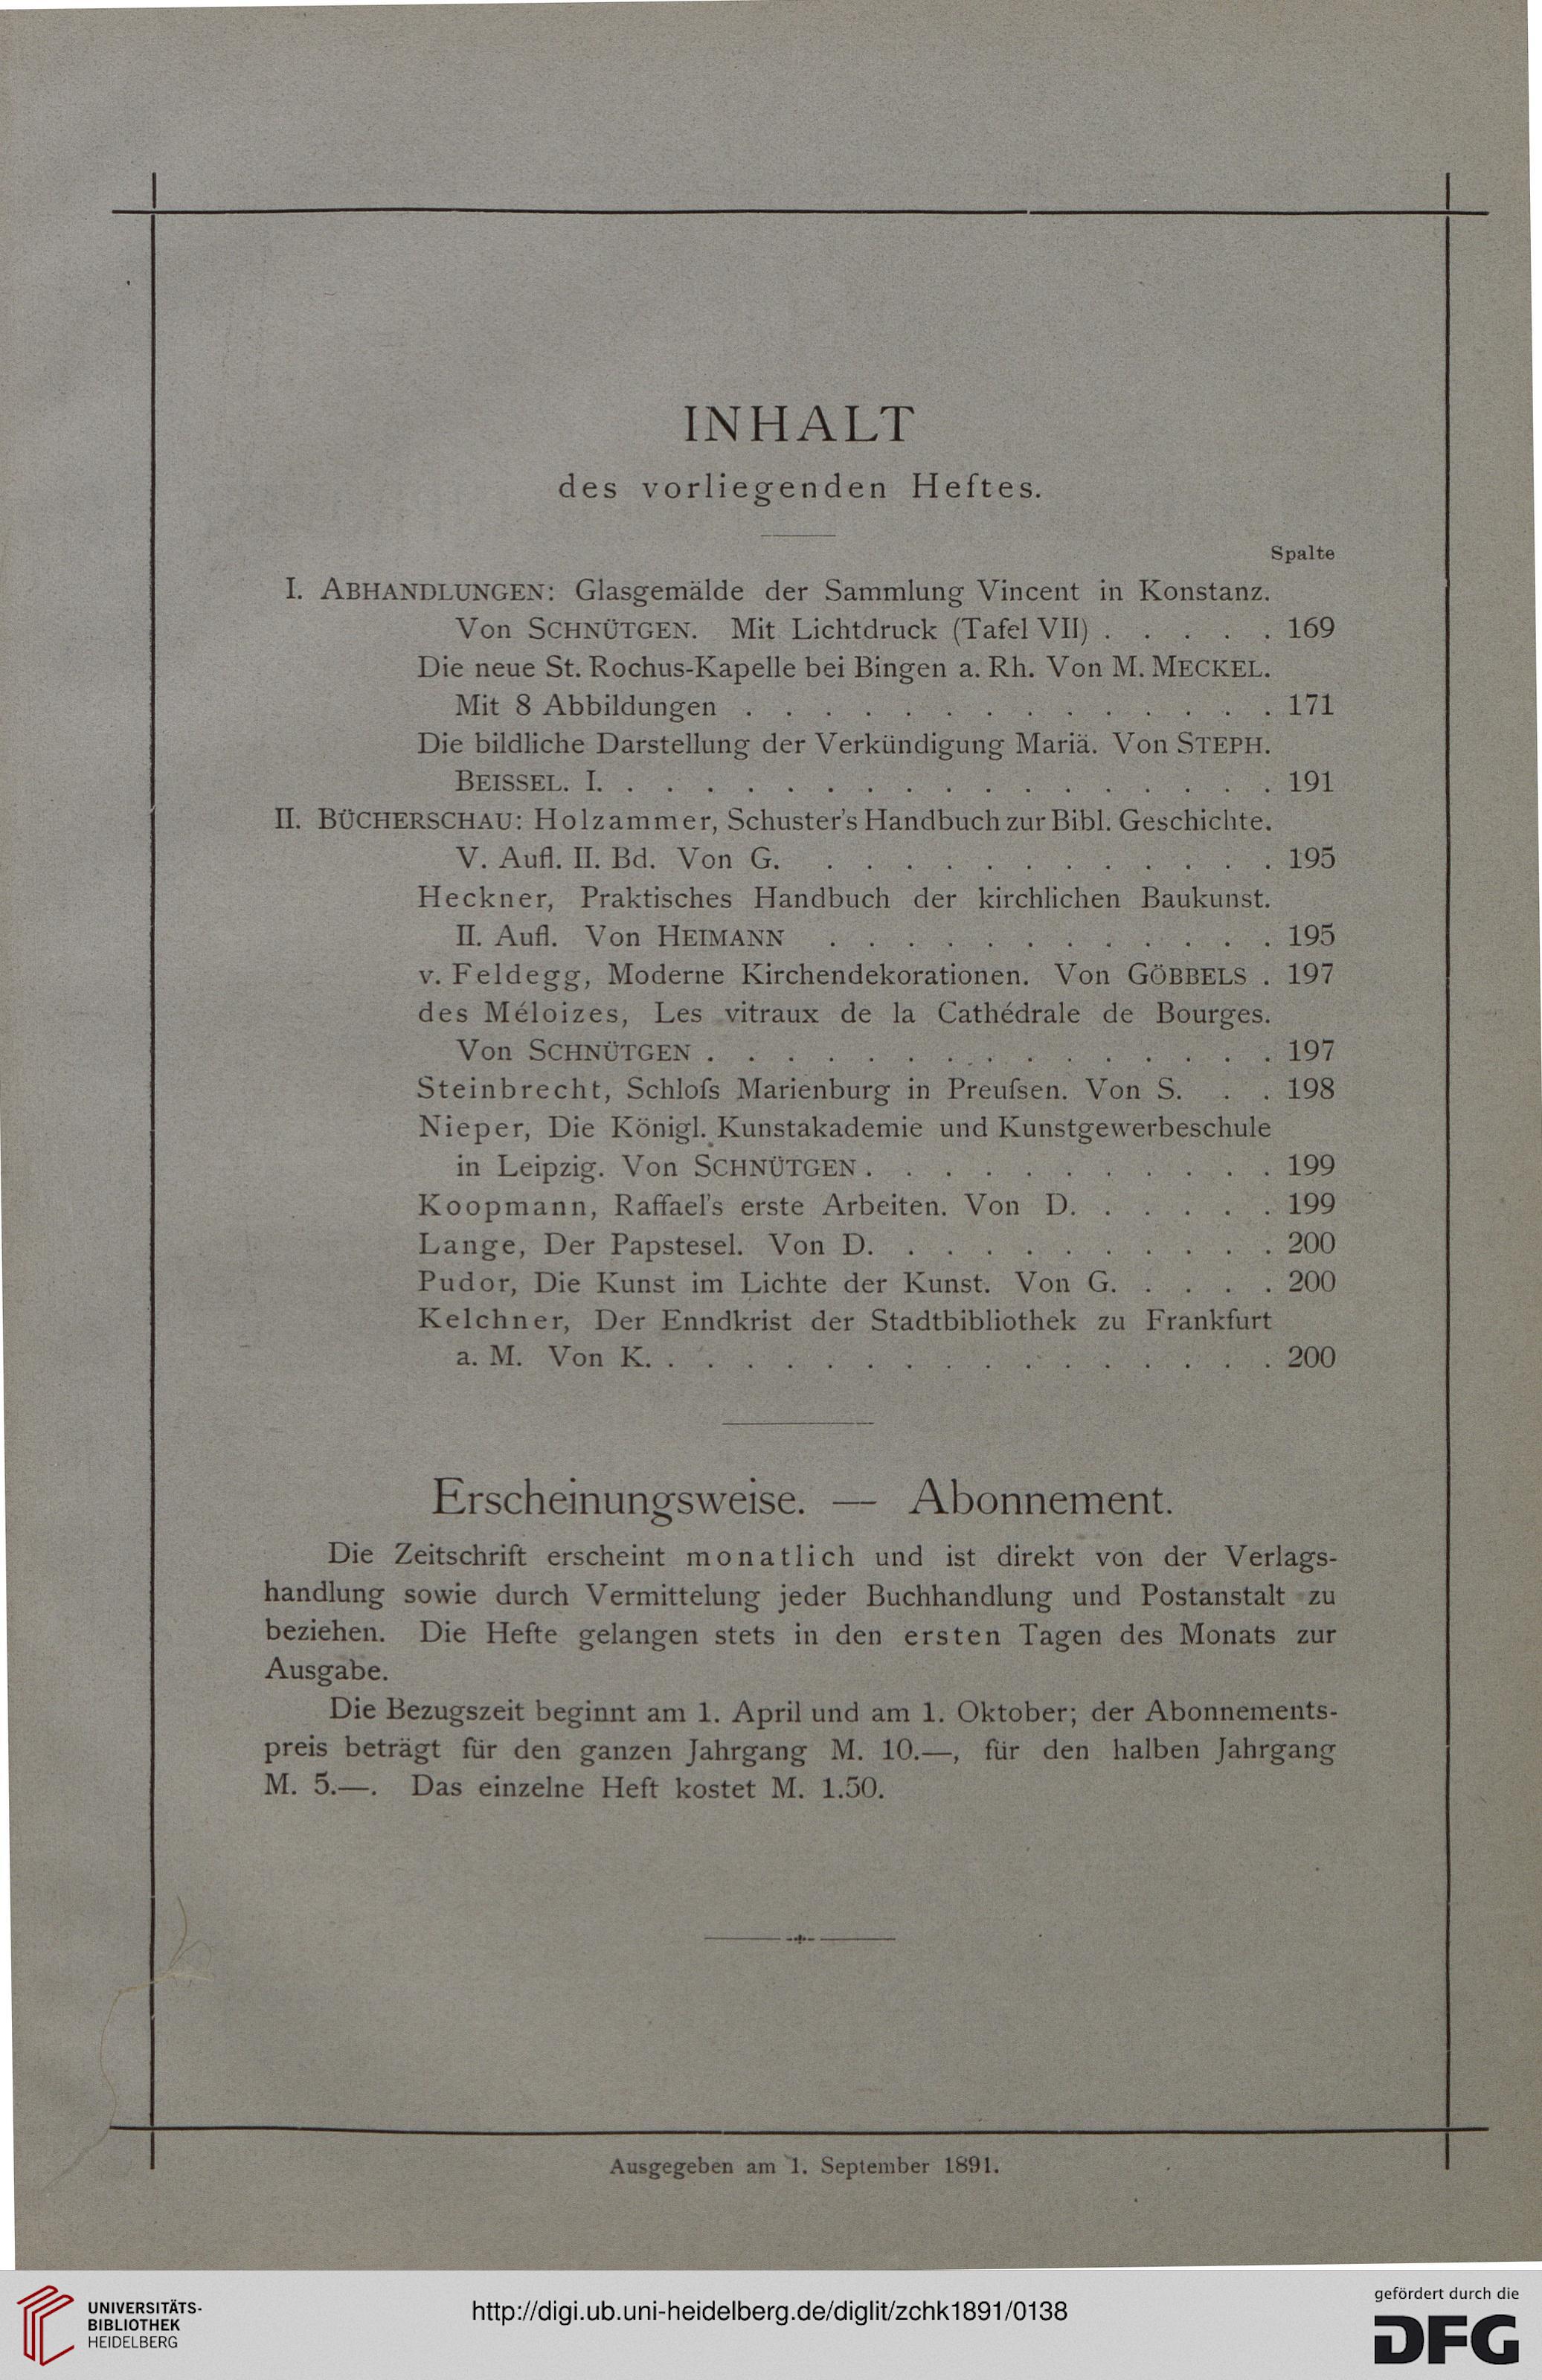 INHALT
des vorliegenden Heftes.
Spalte
I. ABHANDLUNGEN: Glasgemälde der Sammlung Vincent in Konstanz.
Von SCHNÜTGEN. Mit Lichtdruck (Tafel VII) . . . . . 169
Die neue St. Rochus-Kapelle bei Bingen a. Rh. Von M. MECKEL.
Mit 8 Abbildungen . . . . . . . . . . . . . . 171
Die bildliche Darstellung der Verkündigung Mariä. Von STEPH.
BEISSEL. I. . . . . . . . . . . . . . . . . . 191
II. BÜCHERSCHAU: Holzammer, Schuster's Handbuch zur Bibl. Geschichte.
V. Aufl. II. Bd. Von G. . . . . . . . . . . . . 195
Heckner, Praktisches Handbuch der kirchlichen Baukunst.
II. Aufl. Von HEIMANN . . . . . . . . . . . . 195
v. Feldegg, Moderne Kirchendekorationen. Von GÖBBELS . 197
des Méloizes, Les vitraux de la Cathédrale de Bourges.
Von SCHNÜTGEN . . . . . . . . . . . . . . . 197
Steinbrecht, Schloſs Marienburg in Preuſsen. Von S. . . 198
Nieper, Die Königl. Kunstakademie und Kunstgewerbeschule
in Leipzig. Von SCHNÜTGEN . . . . . . . . . . . 199
Koopmann, Raffael's erste Arbeiten. Von D. . . . . . 199
Lange, Der Papstesel. Von D. . . . . . . . . . . 200
Pudor, Die Kunst im Lichte der Kunst. Von G. . . . . 200
Kelchner, Der Enndkrist der Stadtbibliothek zu Frankfurt
a. M. Von K. . . . . . . . . . . . . . . . . 200
Erscheinungsweise. — Abonnement.
Die Zeitschrift erscheint monatlich und ist direkt von der Verlags-
handlung sowie durch Vermittelung jeder Buchhandlung und Postanstalt zu
beziehen. Die Hefte gelangen stets in den ersten Tagen des Monats zur
Ausgabe.
Die Bezugszeit beginnt am 1. April und am 1. Oktober; der Abonnements-
preis beträgt für den ganzen Jahrgang M. 10.—, für den halben Jahrgang
M. 5.—. Das einzelne Heft kostet M. 1.50.
Ausgegeben am 1. September 1891.
UNIVERSITÄTS-
BIBLIOTHEK
HEIDELBERG
http://digi.ub.uni-heidelberg.de/diglit/zchk1891/0138
gefördert durch die
DFG